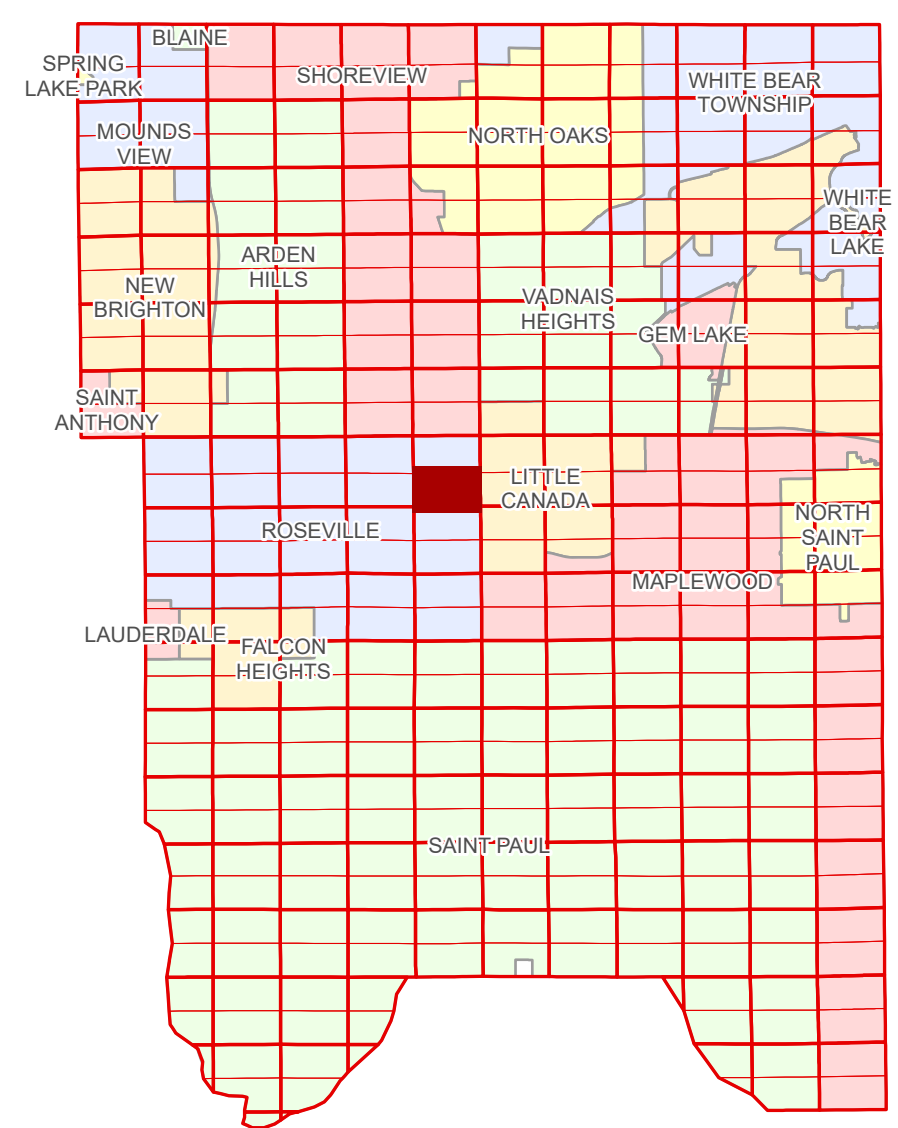 BLAINE
SPRING
LAKE PARK
SHOREVIEW
WHITE BEAR
TOWNSHIP
MOUNDS
VIEW
NORTH OAKS
WHITE
BEAR
LAKE
ARDEN
HILLS
NEW
BRIGHTON
VADNAIS
HEIGHTS
GEM LAKE
SAINT
ANTHONY
LITTLE
CANADA
ROSEVILLE
NORTH
SAINT
PAUL
MAPLEWOOD
LAUDERDALE
FALCON
HEIGHTS
SAINT PAUL